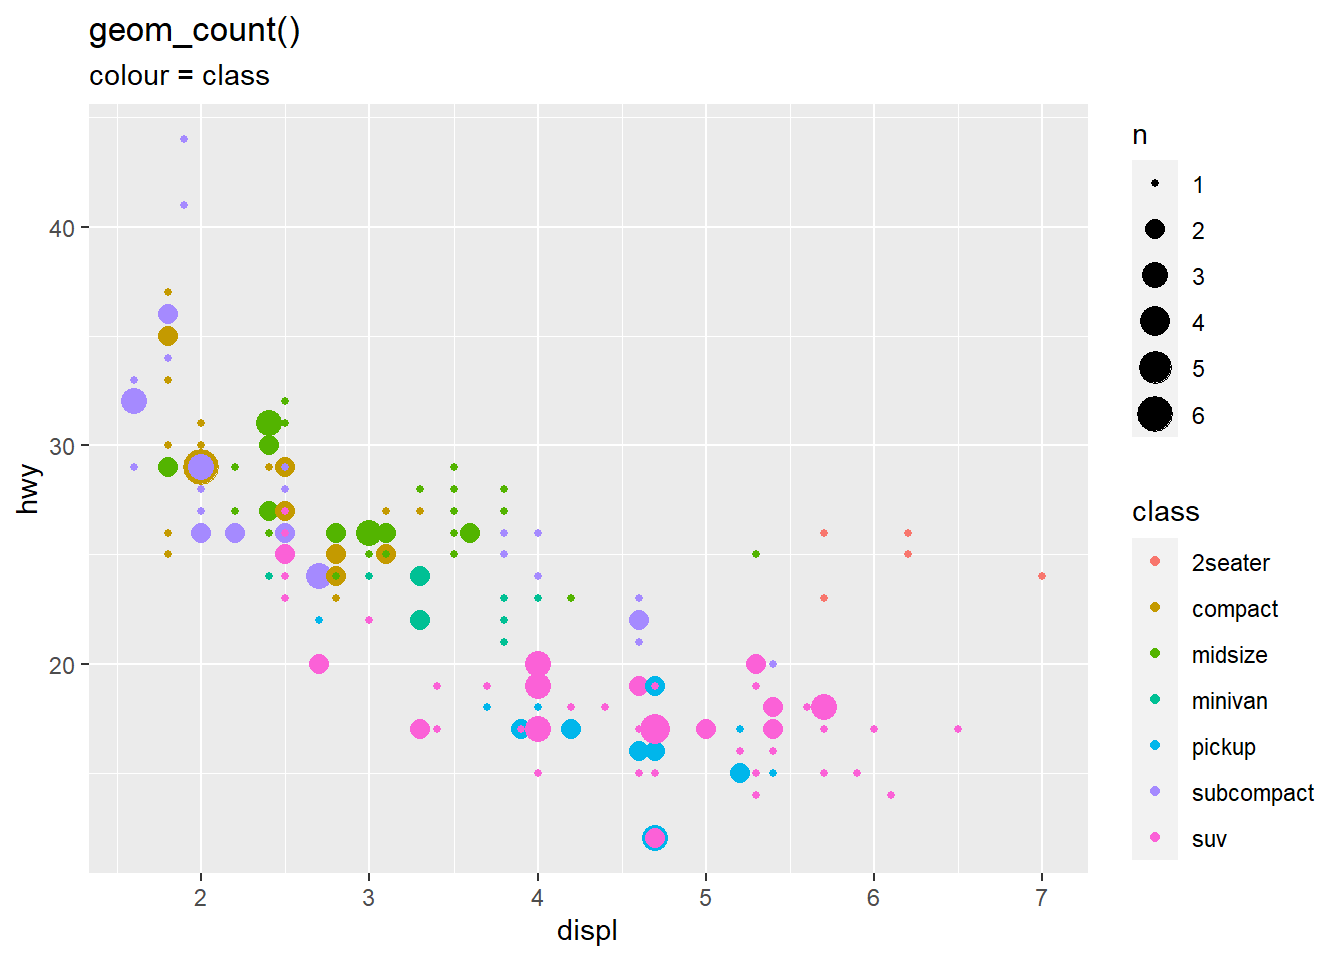 geom_count()
colour = class
hwy
40
30
20
2
3
4
5
6
7
displ
n
1
2
3
4
5
6
class
2seater
compact
midsize
minivan
pickup
subcompact
suv